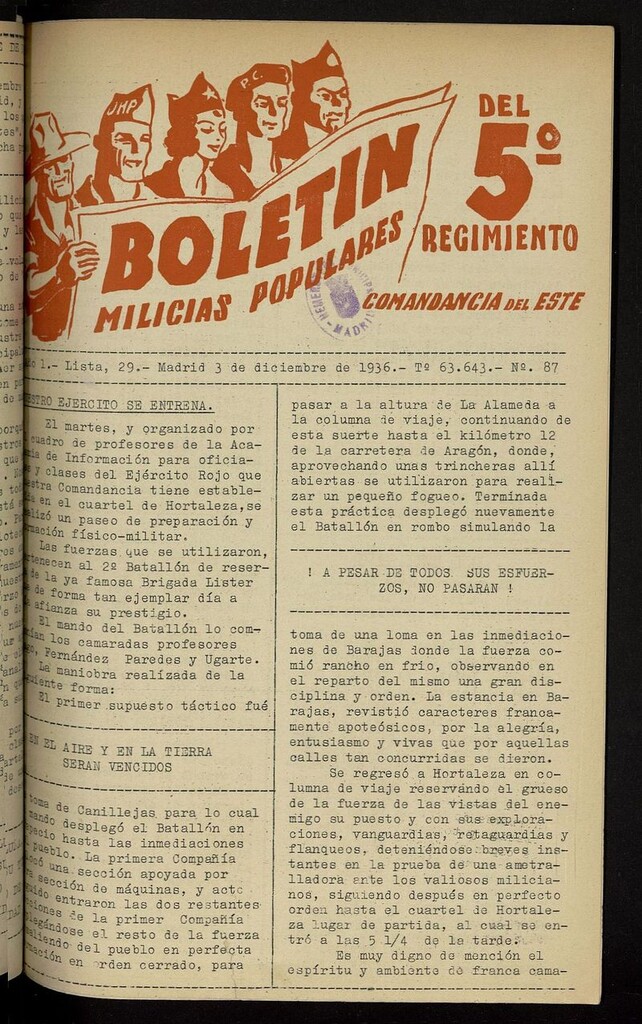 UHP
P.C.
BOLETIN
MILICIAS POPULARES
DEL
5º
REGIMIENTO
COMANDANCIA DEL ESTE
HEMEROTECA MUNICIPAL
MADRID
1.- Lista, 29.- Madrid 3 de diciembre de 1936.- Tº 63.643.- Nº. 87
ESTRO EJERCITO SE ENTRENA.
El martes, y organizado por
cuadro de profesores de la Aca-
de Información para oficia-
y clases del Ejército Rojo que
stra Comandancia tiene estable-
en el cuartel de Hortaleza, se
lizó un paseo de preparación y
mación físico-militar.
Las fuerzas que se utilizaron,
rtenecen al 2º Batallón de reser-
de la ya famosa Brigada Lister
de forma tan ejemplar día a
afianza su prestigio.
El mando del Batallón lo com-
ían los camaradas profesores
Fernández Paredes y Ugarte.
La maniobra realizada de la
uiente forma:
El primer supuesto táctico fué
EN EL AIRE Y EN LA TIERRA
SERAN VENCIDOS
toma de Canillejas, para lo cual
mando desplegó el Batallón en
pecio hasta las inmediaciones
pueblo. La primera Compañía
una sección apoyada por
sección de máquinas, y acto
uido entraron las dos restantes
iones de la primer Compañía
legándose el resto de la fuerza
aliendo del pueblo en perfecta
mación en orden cerrado, para
pasar a la altura de La Alameda a
la columna de viaje, continuando de
esta suerte hasta el kilómetro 12
de la carretera de Aragón, donde,
aprovechando unas trincheras allí
abiertas se utilizaron para reali-
zar un pequeño fogueo. Terminada
esta práctica desplegó nuevamente
el Batallón en rombo simulando la
! A PESAR DE TODOS SUS ESFUER-
ZOS, NO PASARAN !
toma de una loma en las inmediacio-
nes de Barajas donde la fuerza co-
mió rancho en frio, observando en
el reparto del mismo una gran dis-
ciplina y orden. La estancia en Ba-
rajas, revistió caracteres franca-
mente apoteósicos, por la alegría,
entusiasmo y vivas que por aquellas
calles tan concurridas se dieron.
Se regresó a Hortaleza en co-
lumna de viaje reservando el grueso
de la fuerza de las vistas del ene-
migo su puesto y con sus explora-
ciones, vanguardias, retaguardias y
flanqueos, deteniéndose breves ins-
tantes en la prueba de una ametra-
lladora ante los valiosos milicia-
nos, siguiendo después en perfecto
orden hasta el cuartel de Hortale-
za lugar de partida, al cual se en-
tró a las 5 1/4 de la tarde.
Es muy digno de mención el
espíritu y ambiente de franca cama-